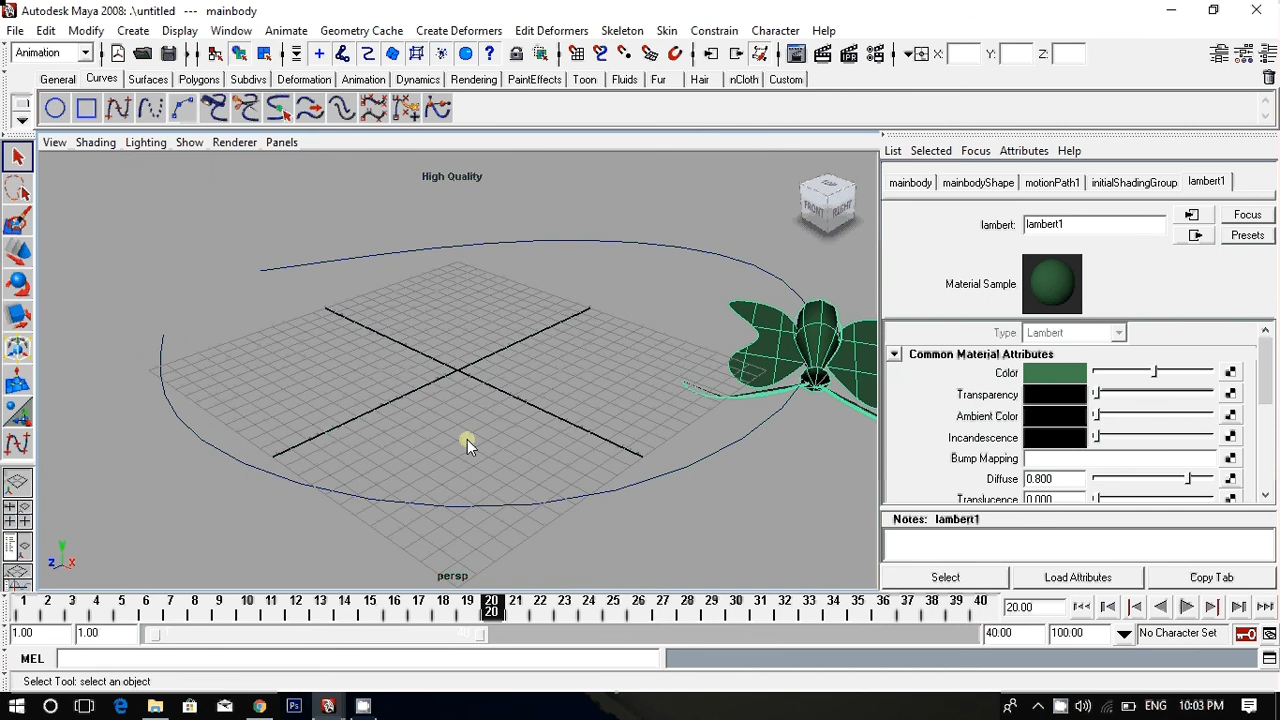 Autodesk Maya 2008: .\untitled --- mainbody
File Edit Modify Create Display Window Animate Geometry Cache Create Deformers Edit Deformers Skeleton Skin Constrain Character Help
Animation X: Y: Z:
General Curves Surfaces Polygons Subdivs Deformation Animation Dynamics Rendering PaintEffects Toon Fluids Fur Hair nCloth Custom
View Shading Lighting Show Renderer Panels
List Selected Focus Attributes Help
High Quality
TOP
FRONT RIGHT
mainbody mainbodyShape motionPath1 initialShadingGroup lambert1
lambert: lambert1
Focus
Presets
Material Sample
Type Lambert
Common Material Attributes
Color
Transparency
Ambient Color
Incandescence
Bump Mapping
Diffuse 0.800
Translucence 0.000
Notes: lambert1
Select Load Attributes Copy Tab
Y
Z X
persp
1 2 3 4 5 6 7 8 9 10 11 12 13 14 15 16 17 18 19 20 21 22 23 24 25 26 27 28 29 30 31 32 33 34 35 36 37 38 39 40
20
20.00
1.00 1.00 40.00 100.00 No Character Set
MEL
Select Tool: select an object
ENG 10:03 PM